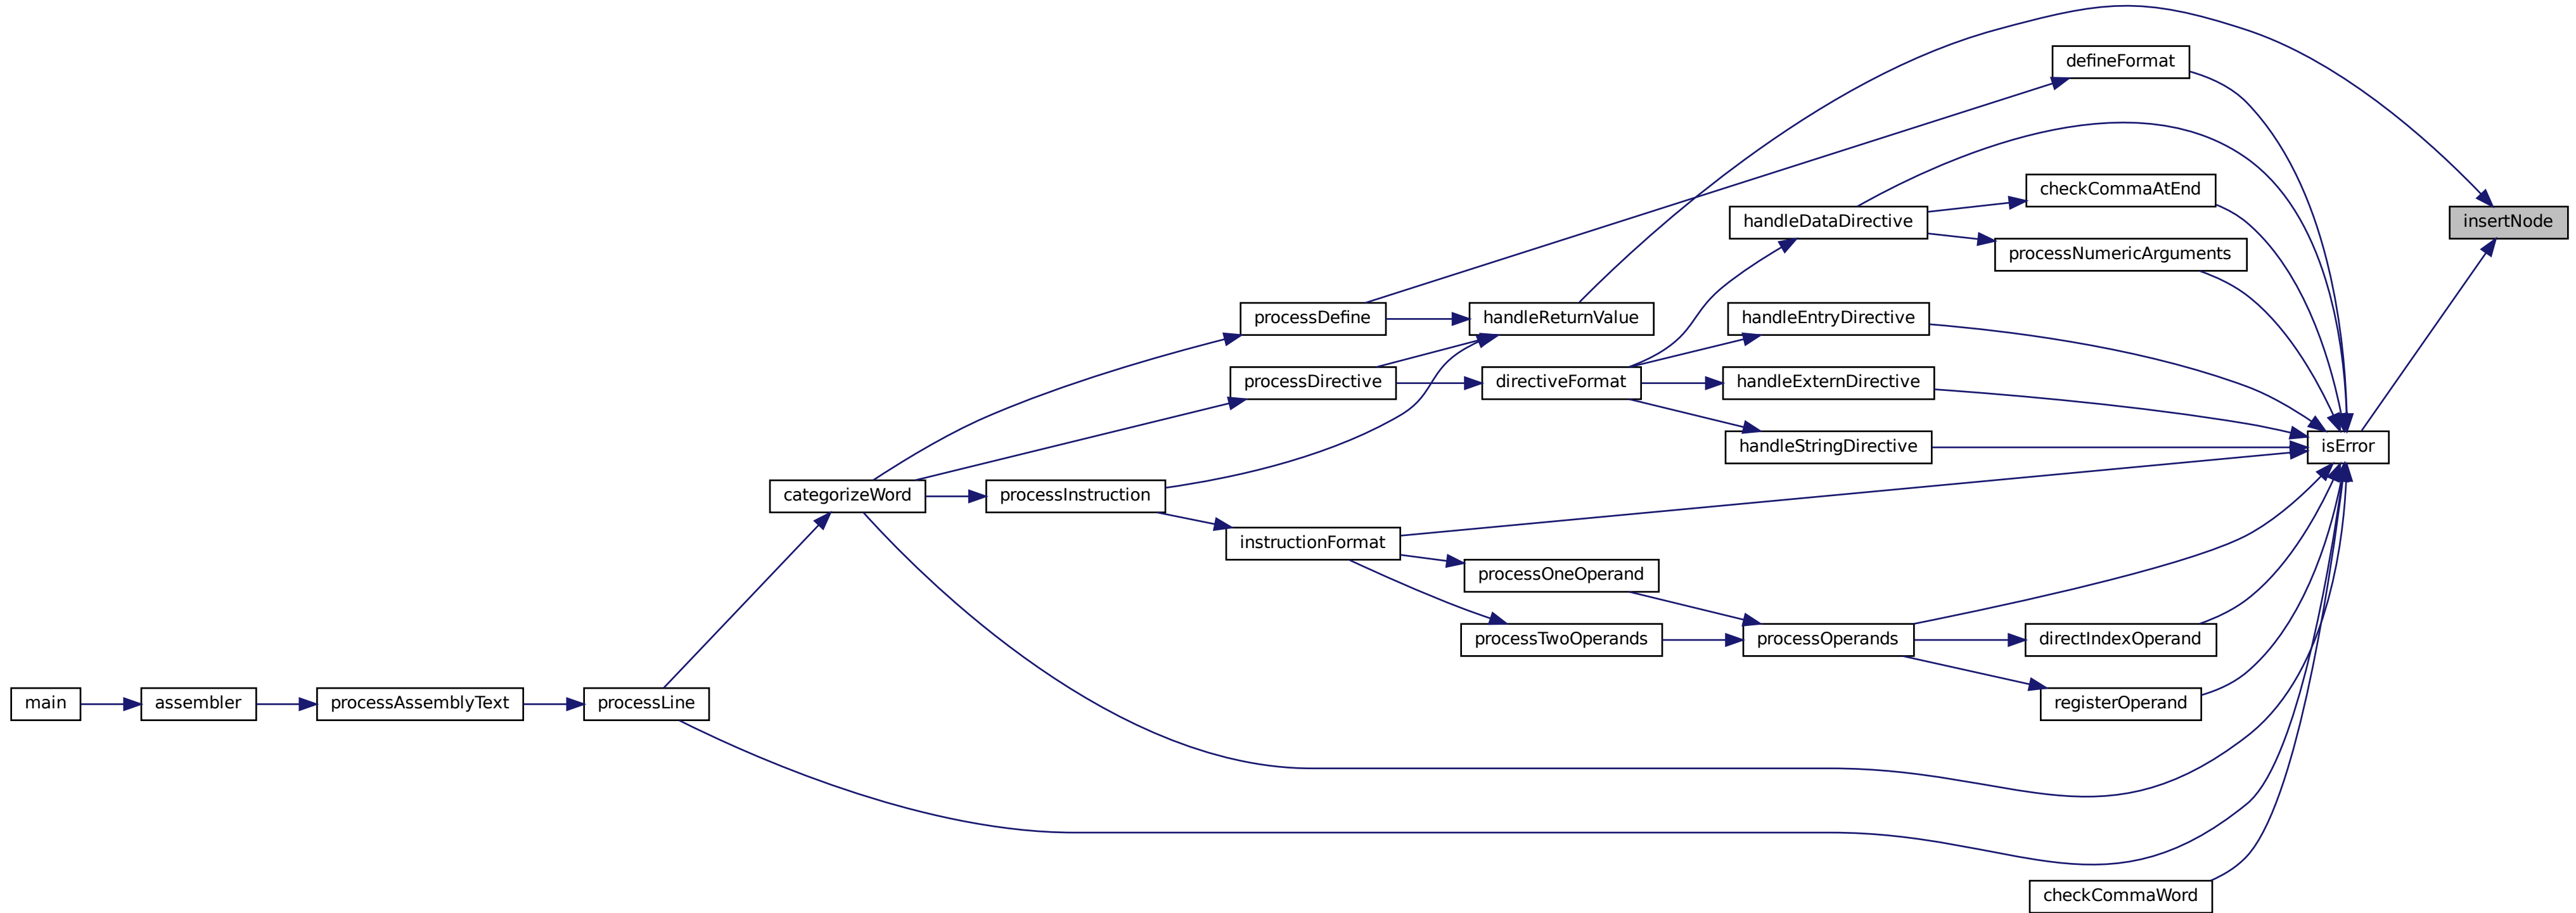 defineFormat
checkCommaAtEnd
handleDataDirective
insertNode
processNumericArguments
processDefine
handleReturnValue
handleEntryDirective
processDirective
directiveFormat
handleExternDirective
handleStringDirective
isError
categorizeWord
processInstruction
instructionFormat
processOneOperand
processTwoOperands
processOperands
directIndexOperand
main
assembler
processAssemblyText
processLine
registerOperand
checkCommaWord